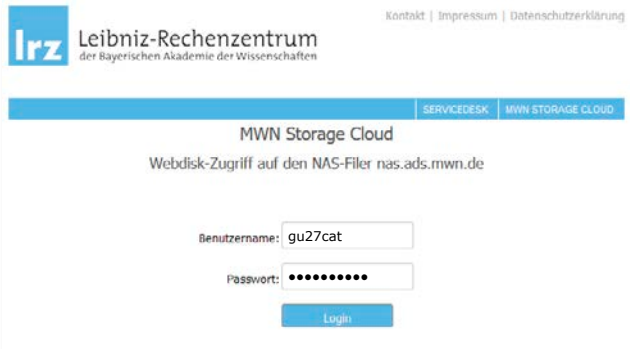 Kontakt | Impressum | Datenschutzerklärung
lrz Leibniz-Rechenzentrum
der Bayerischen Akademie der Wissenschaften
SERVICEDESK | MWN STORAGE CLOUD
MWN Storage Cloud
Webdisk-Zugriff auf den NAS-Filer nas.ads.mwn.de
Benutzername: gu27cat
Passwort: ●●●●●●●●●●
Login